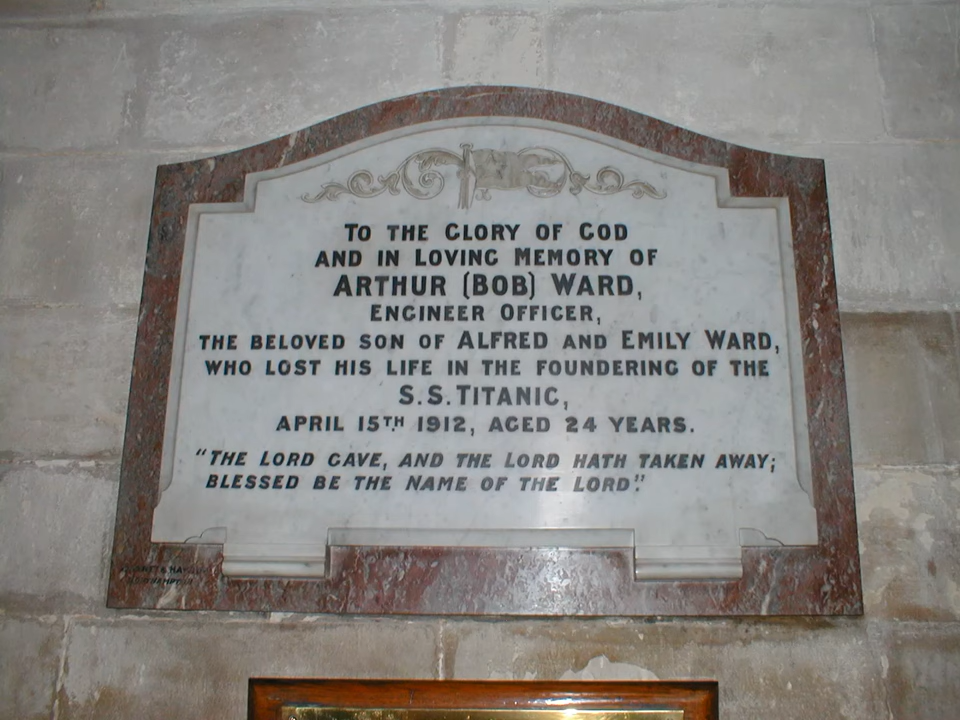 TO THE GLORY OF GOD
AND IN LOVING MEMORY OF
ARTHUR (BOB) WARD,
ENGINEER OFFICER,
THE BELOVED SON OF ALFRED AND EMILY WARD,
WHO LOST HIS LIFE IN THE FOUNDERING OF THE
S.S. TITANIC,
APRIL 15TH 1912, AGED 24 YEARS.
"THE LORD GAVE, AND THE LORD HATH TAKEN AWAY;
BLESSED BE THE NAME OF THE LORD."